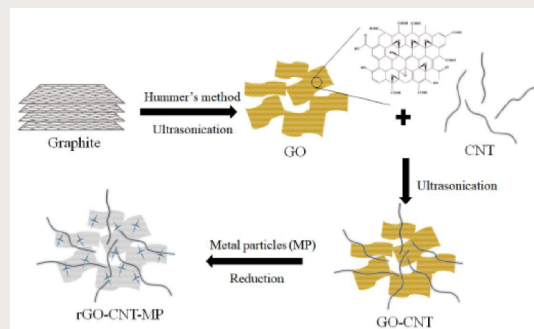 Hummer's method
Ultrasonication
Graphite
GO
+
CNT
Ultrasonication
Metal particles (MP)
Reduction
rGO-CNT-MP
GO-CNT